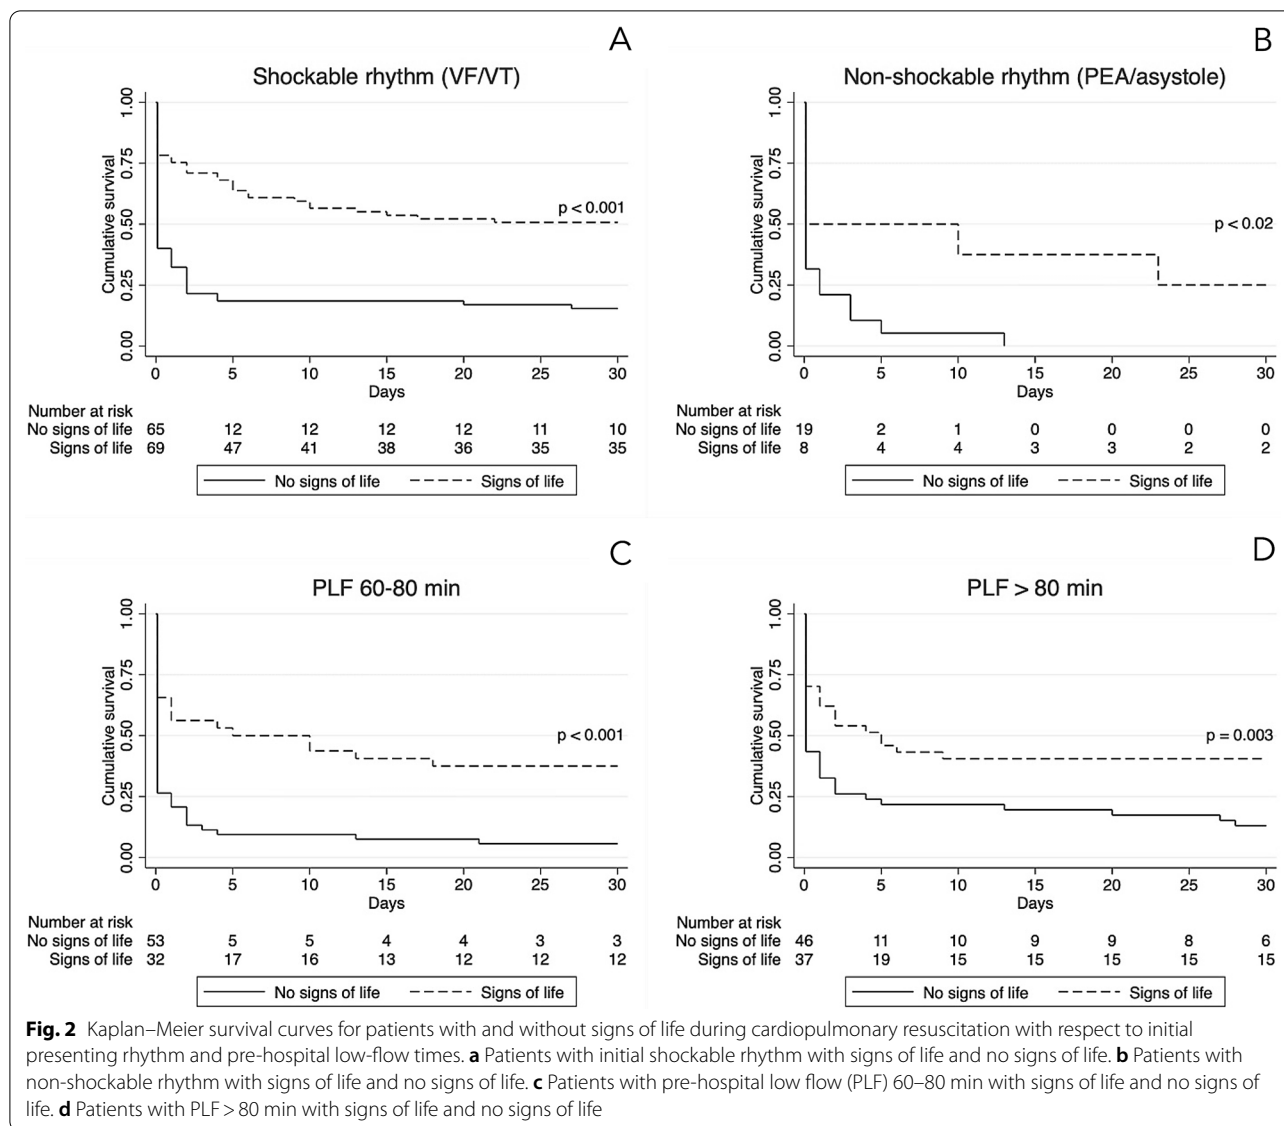 A
Shockable rhythm (VF/VT)
Cumulative survival
1.00
0.75
0.50
0.25
0.00
p < 0.001
0 5 10 15 20 25 30
Days
Number at risk
No signs of life 65 12 12 12 12 11 10
Signs of life 69 47 41 38 36 35 35
No signs of life Signs of life
B
Non-shockable rhythm (PEA/asystole)
Cumulative survival
1.00
0.75
0.50
0.25
0.00
p < 0.02
0 5 10 15 20 25 30
Days
Number at risk
No signs of life 19 2 1 0 0 0 0
Signs of life 8 4 4 3 3 2 2
No signs of life Signs of life
C
PLF 60-80 min
Cumulative survival
1.00
0.75
0.50
0.25
0.00
p < 0.001
0 5 10 15 20 25 30
Days
Number at risk
No signs of life 53 5 5 4 4 3 3
Signs of life 32 17 16 13 12 12 12
No signs of life Signs of life
D
PLF > 80 min
Cumulative survival
1.00
0.75
0.50
0.25
0.00
p = 0.003
0 5 10 15 20 25 30
Days
Number at risk
No signs of life 46 11 10 9 9 8 6
Signs of life 37 19 15 15 15 15 15
No signs of life Signs of life
Fig. 2 Kaplan–Meier survival curves for patients with and without signs of life during cardiopulmonary resuscitation with respect to initial
presenting rhythm and pre-hospital low-flow times. a Patients with initial shockable rhythm with signs of life and no signs of life. b Patients with
non-shockable rhythm with signs of life and no signs of life. c Patients with pre-hospital low flow (PLF) 60–80 min with signs of life and no signs of
life. d Patients with PLF > 80 min with signs of life and no signs of life